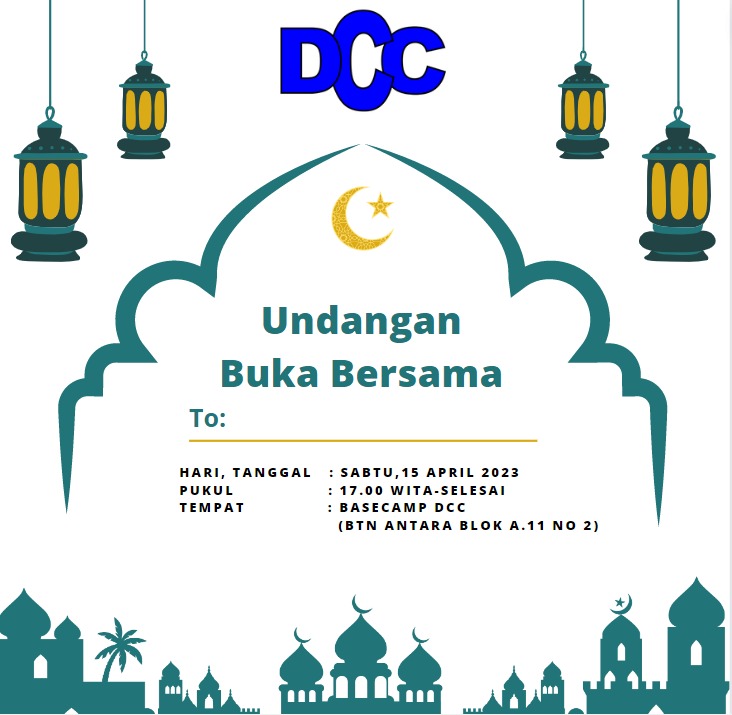 DCC
Undangan
Buka Bersama
To:
HARI, TANGGAL : SABTU,15 APRIL 2023
PUKUL : 17.00 WITA-SELESAI
TEMPAT : BASECAMP DCC
(BTN ANTARA BLOK A.11 NO 2)